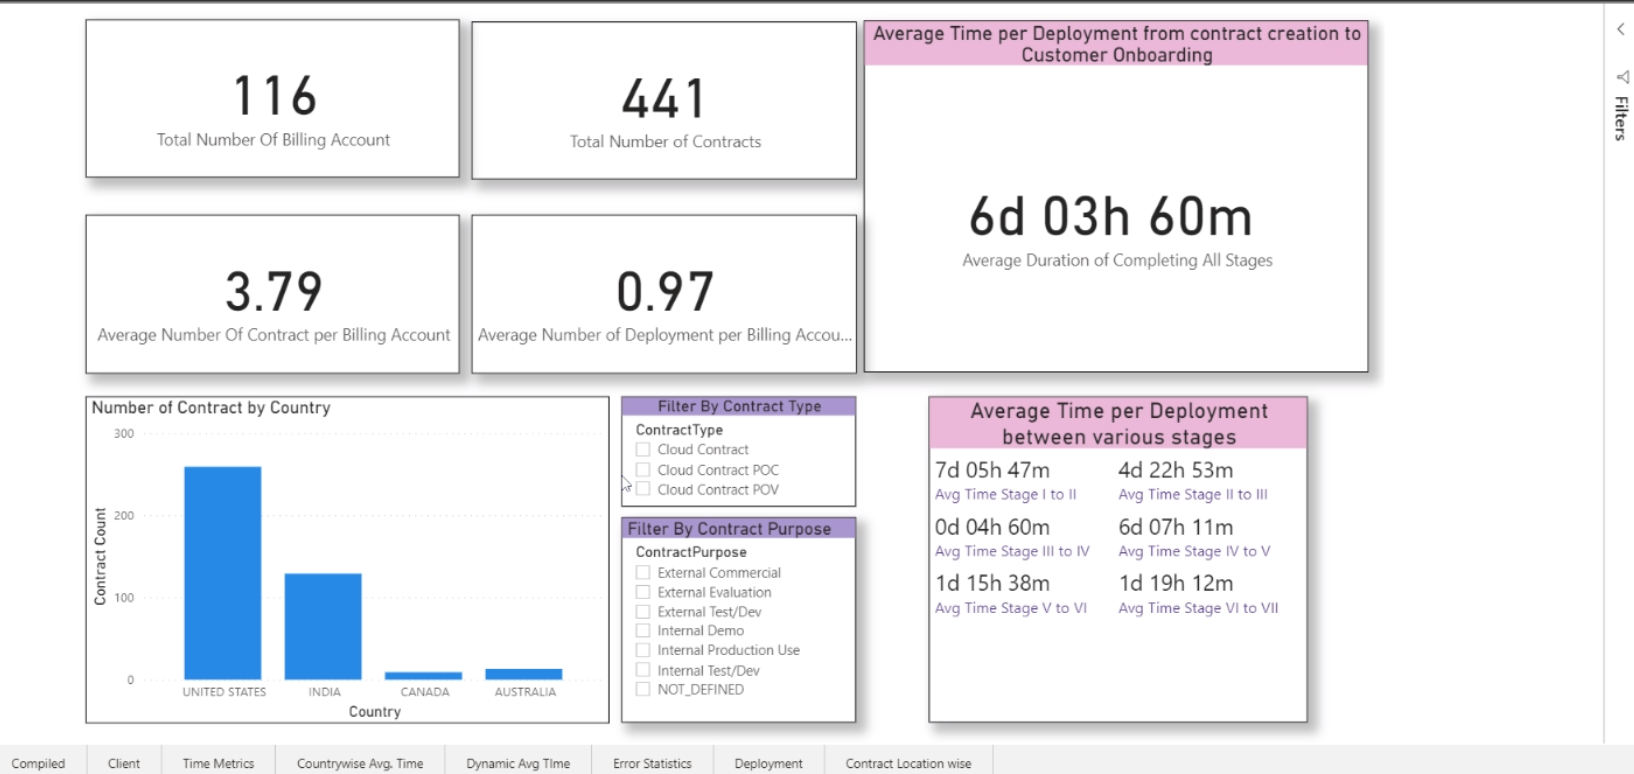 116
Total Number Of Billing Account
441
Total Number of Contracts
Average Time per Deployment from contract creation to
Customer Onboarding
6d 03h 60m
Average Duration of Completing All Stages
3.79
Average Number Of Contract per Billing Account
0.97
Average Number of Deployment per Billing Accou...
Filters
Number of Contract by Country
300
200
100
0
Contract Count
UNITED STATES
INDIA
CANADA
AUSTRALIA
Country
Filter By Contract Type
ContractType
Cloud Contract
Cloud Contract POC
Cloud Contract POV
Filter By Contract Purpose
ContractPurpose
External Commercial
External Evaluation
External Test/Dev
Internal Demo
Internal Production Use
Internal Test/Dev
NOT_DEFINED
Average Time per Deployment
between various stages
7d 05h 47m
Avg Time Stage I to II
4d 22h 53m
Avg Time Stage II to III
0d 04h 60m
Avg Time Stage III to IV
6d 07h 11m
Avg Time Stage IV to V
1d 15h 38m
Avg Time Stage V to VI
1d 19h 12m
Avg Time Stage VI to VII
Compiled
Client
Time Metrics
Countrywise Avg. Time
Dynamic Avg TIme
Error Statistics
Deployment
Contract Location wise